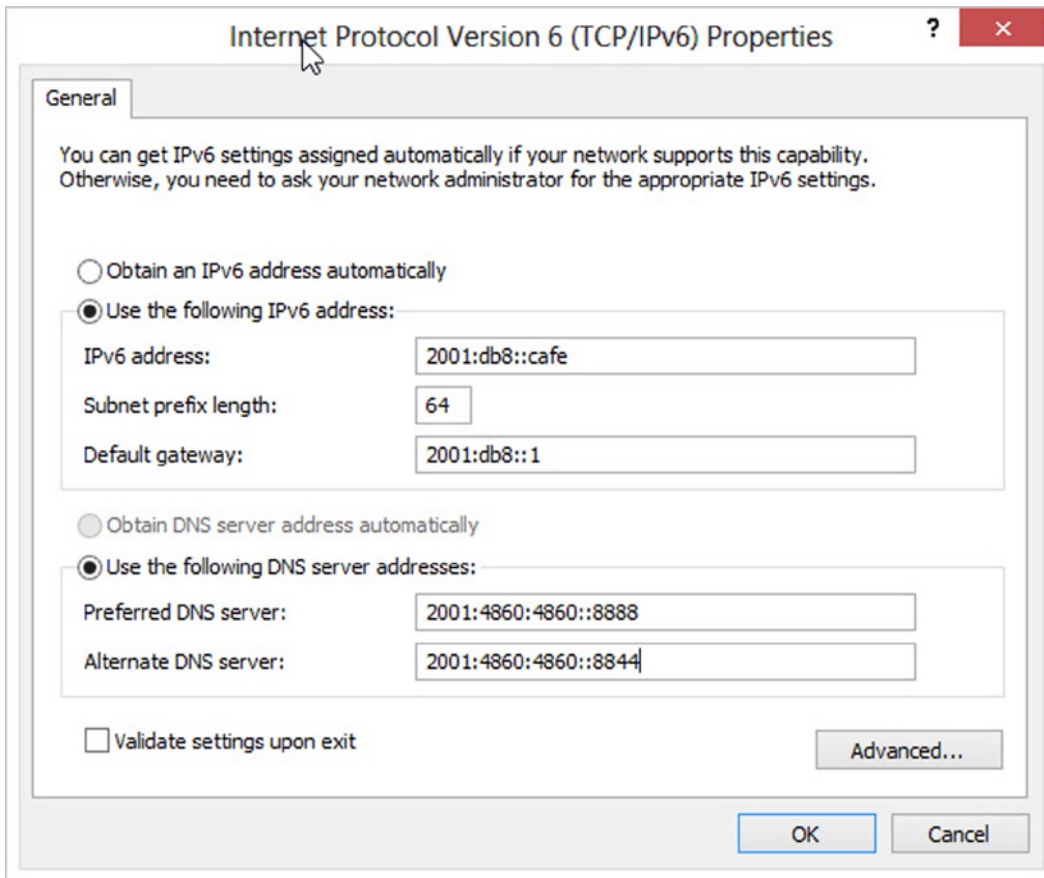 Internet Protocol Version 6 (TCP/IPv6) Properties
?
General
You can get IPv6 settings assigned automatically if your network supports this capability.
Otherwise, you need to ask your network administrator for the appropriate IPv6 settings.
Obtain an IPv6 address automatically
Use the following IPv6 address:
IPv6 address: 2001:db8::cafe
Subnet prefix length: 64
Default gateway: 2001:db8::1
Obtain DNS server address automatically
Use the following DNS server addresses:
Preferred DNS server: 2001:4860:4860::8888
Alternate DNS server: 2001:4860:4860::8844
Validate settings upon exit
Advanced...
OK Cancel